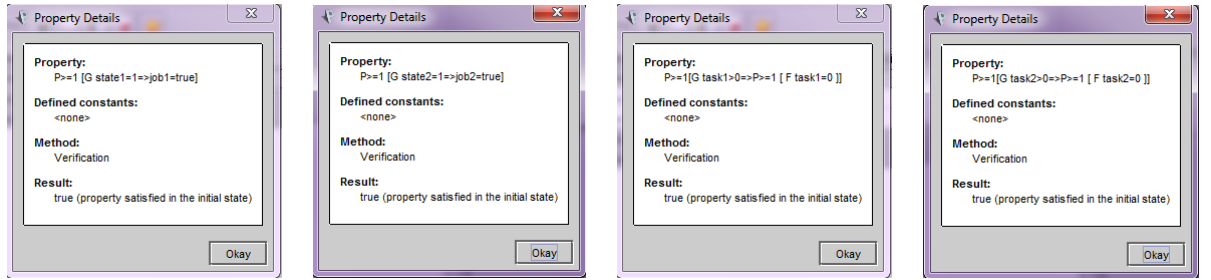 Property Details
Property:
P>=1 [G state1=1=>job1=true]
Defined constants:
<none>
Method:
Verification
Result:
true (property satisfied in the initial state)
Okay
Property Details
Property:
P>=1 [G state2=1=>job2=true]
Defined constants:
<none>
Method:
Verification
Result:
true (property satisfied in the initial state)
Okay
Property Details
Property:
P>=1[G task1>0=>P>=1 [ F task1=0 ]]
Defined constants:
<none>
Method:
Verification
Result:
true (property satisfied in the initial state)
Okay
Property Details
Property:
P>=1[G task2>0=>P>=1 [ F task2=0 ]]
Defined constants:
<none>
Method:
Verification
Result:
true (property satisfied in the initial state)
Okay